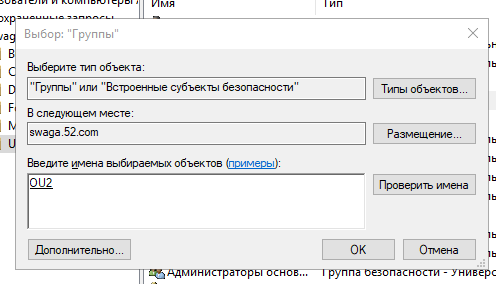 зователи и компьютеры A
Имя
Тип
охраненные запросы
Выбор: "Группы"
Выберите тип объекта:
"Группы" или "Встроенные субъекты безопасности"
Типы объектов...
В следующем месте:
swaga.52.com
Размещение...
Введите имена выбираемых объектов (примеры):
OU2
Проверить имена
Дополнительно...
OK
Отмена
Администраторы основ...
Группа безопасности - Универс